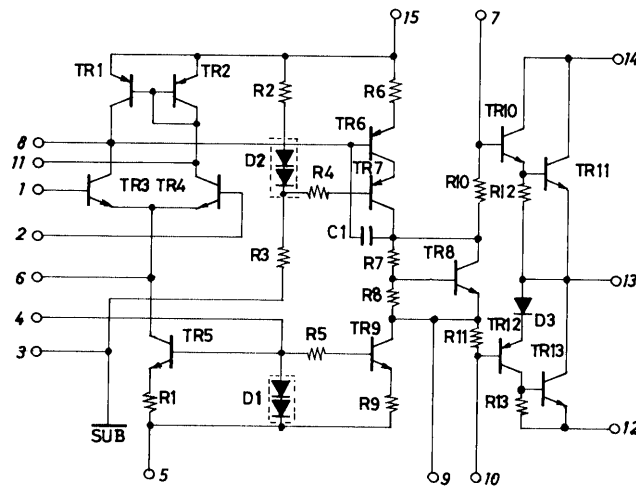 15
7
14
TR1
TR2
R2
R6
TR6
TR10
8
11
D2
TR7
TR11
1
TR3
TR4
R4
R10
R12
2
C1
R3
R7
TR8
13
6
R8
D3
4
TR5
R5
TR9
R11
TR12
TR13
3
R1
D1
R9
R13
SUB
12
5
9
10